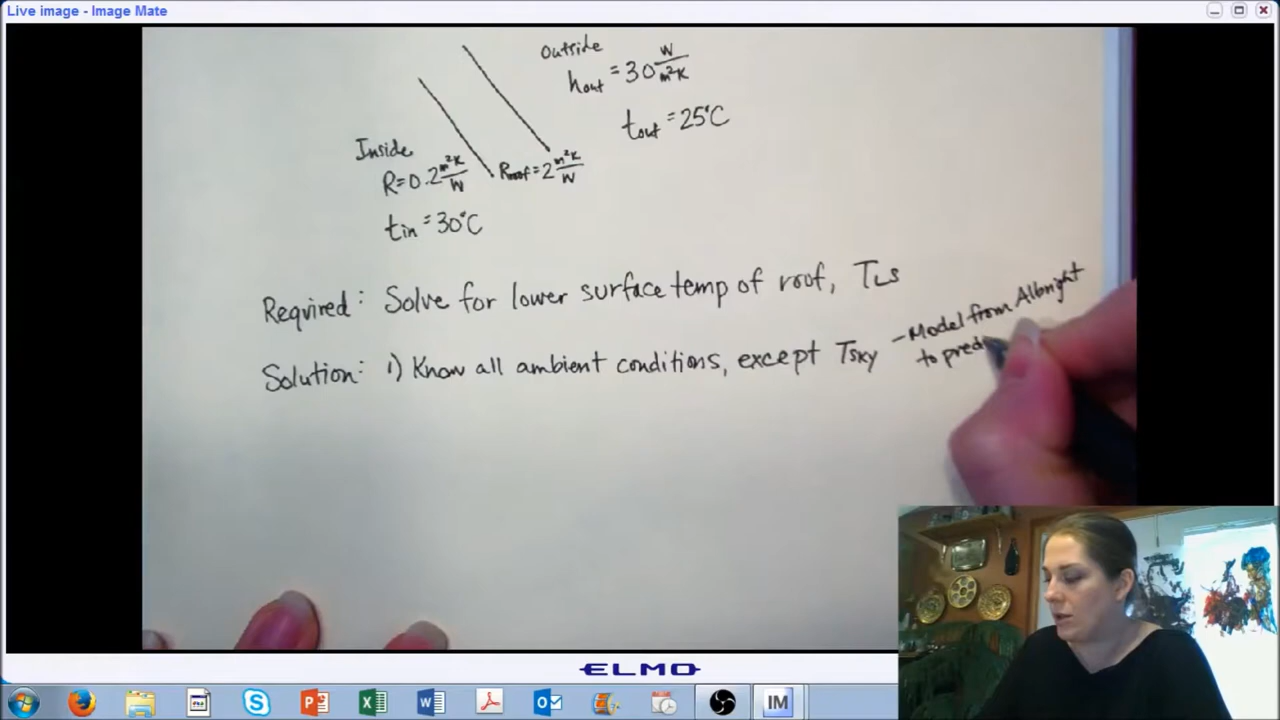 Live image - Image Mate
Outside
hout = 30 W/m²K
tout = 25°C
Inside
R = 0.2 m²K/W
Rroof = 2 m²K/W
tin = 30°C
Required: Solve for lower surface temp of roof, TLS
Solution: 1) Know all ambient conditions, except Tsky
- Model from Albright
to pred
ELMO
IM